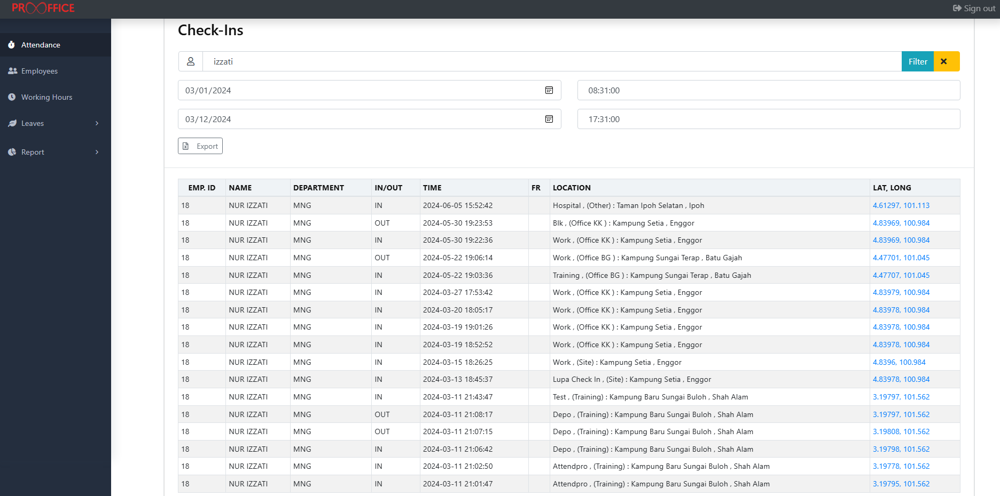 PROOFFICE
Sign out
Attendance
Employees
Working Hours
Leaves
Report
Check-Ins
izzati
Filter
03/01/2024 08:31:00
03/12/2024 17:31:00
Export
EMP. ID NAME DEPARTMENT IN/OUT TIME FR LOCATION LAT, LONG
18 NUR IZZATI MNG IN 2024-06-05 15:52:42 Hospital , (Other) : Taman Ipoh Selatan , Ipoh 4.61297, 101.113
18 NUR IZZATI MNG OUT 2024-05-30 19:23:53 Blk , (Office KK ) : Kampung Setia , Enggor 4.83969, 100.984
18 NUR IZZATI MNG IN 2024-05-30 19:22:36 Work , (Office KK ) : Kampung Setia , Enggor 4.83969, 100.984
18 NUR IZZATI MNG OUT 2024-05-22 19:06:14 Work , (Office BG ) : Kampung Sungai Terap , Batu Gajah 4.47701, 101.045
18 NUR IZZATI MNG IN 2024-05-22 19:03:36 Training , (Office BG ) : Kampung Sungai Terap , Batu Gajah 4.47707, 101.045
18 NUR IZZATI MNG IN 2024-03-27 17:53:42 Work , (Office KK ) : Kampung Setia , Enggor 4.83979, 100.984
18 NUR IZZATI MNG IN 2024-03-20 18:05:17 Work , (Office KK ) : Kampung Setia , Enggor 4.83978, 100.984
18 NUR IZZATI MNG IN 2024-03-19 19:01:26 Work , (Office KK ) : Kampung Setia , Enggor 4.83978, 100.984
18 NUR IZZATI MNG IN 2024-03-19 18:52:52 Work , (Office KK ) : Kampung Setia , Enggor 4.83978, 100.984
18 NUR IZZATI MNG IN 2024-03-15 18:26:25 Work , (Site) : Kampung Setia , Enggor 4.8396, 100.984
18 NUR IZZATI MNG IN 2024-03-13 18:45:37 Lupa Check In , (Site) : Kampung Setia , Enggor 4.83978, 100.984
18 NUR IZZATI MNG IN 2024-03-11 21:43:47 Test , (Training) : Kampung Baru Sungai Buloh , Shah Alam 3.19797, 101.562
18 NUR IZZATI MNG OUT 2024-03-11 21:08:17 Depo , (Training) : Kampung Baru Sungai Buloh , Shah Alam 3.19797, 101.562
18 NUR IZZATI MNG OUT 2024-03-11 21:07:15 Depo , (Training) : Kampung Baru Sungai Buloh , Shah Alam 3.19808, 101.562
18 NUR IZZATI MNG IN 2024-03-11 21:06:42 Depo , (Training) : Kampung Baru Sungai Buloh , Shah Alam 3.19798, 101.562
18 NUR IZZATI MNG IN 2024-03-11 21:02:50 Attendpro , (Training) : Kampung Baru Sungai Buloh , Shah Alam 3.19778, 101.562
18 NUR IZZATI MNG IN 2024-03-11 21:01:47 Attendpro , (Training) : Kampung Baru Sungai Buloh , Shah Alam 3.19795, 101.562